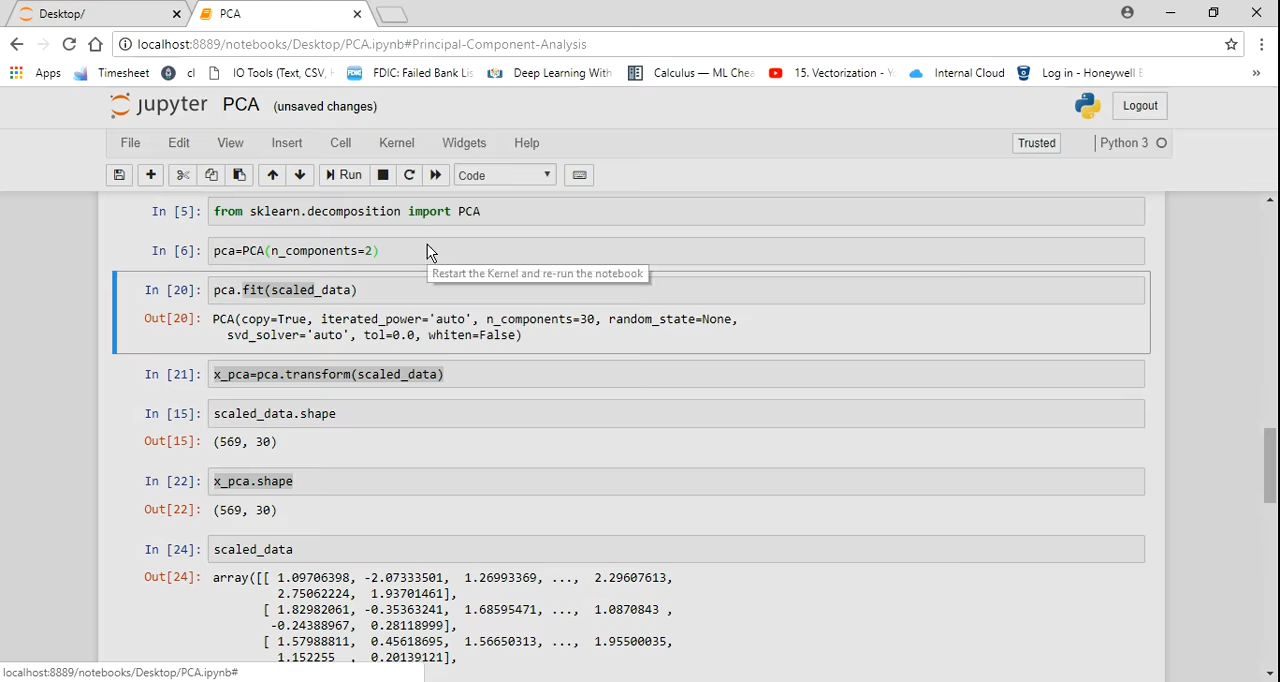 Desktop/
PCA
localhost:8889/notebooks/Desktop/PCA.ipynb#Principal-Component-Analysis
Apps Timesheet cl IO Tools (Text, CSV, FDIC: Failed Bank Lis Deep Learning With Calculus — ML Chea 15. Vectorization - Internal Cloud Log in - Honeywell »
jupyter PCA (unsaved changes)
Logout
File Edit View Insert Cell Kernel Widgets Help Trusted Python 3
Run Code
In [5]: from sklearn.decomposition import PCA
In [6]: pca=PCA(n_components=2)
Restart the Kernel and re-run the notebook
In [20]: pca.fit(scaled_data)
Out[20]: PCA(copy=True, iterated_power='auto', n_components=30, random_state=None,
svd_solver='auto', tol=0.0, whiten=False)
In [21]: x_pca=pca.transform(scaled_data)
In [15]: scaled_data.shape
Out[15]: (569, 30)
In [22]: x_pca.shape
Out[22]: (569, 30)
In [24]: scaled_data
Out[24]: array([[ 1.09706398, -2.07333501, 1.26993369, ..., 2.29607613,
2.75062224, 1.93701461],
[ 1.82982061, -0.35363241, 1.68595471, ..., 1.0870843 ,
-0.24388967, 0.28118999],
[ 1.57988811, 0.45618695, 1.56650313, ..., 1.95500035,
1.152255 , 0.20139121],
localhost:8889/notebooks/Desktop/PCA.ipynb#